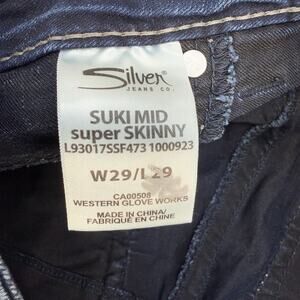 Silver®
JEANS CO.
SUKI MID
super SKINNY
L93017SSF473 1000923
W29/L29
CA00508
WESTERN GLOVE WORKS
MADE IN CHINA/
FABRIQUÉ EN CHINE